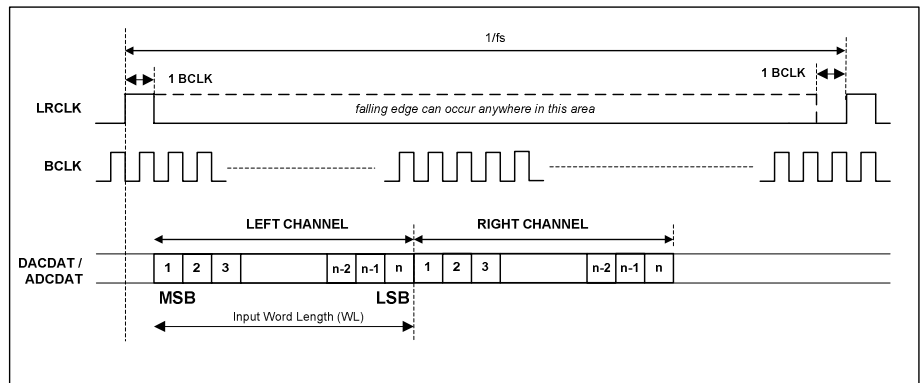 1/fs
1 BCLK
1 BCLK
LRCLK
falling edge can occur anywhere in this area
BCLK
LEFT CHANNEL
RIGHT CHANNEL
DACDAT /
ADCDAT
1 2 3 n-2 n-1 n 1 2 3 n-2 n-1 n
MSB LSB
Input Word Length (WL)